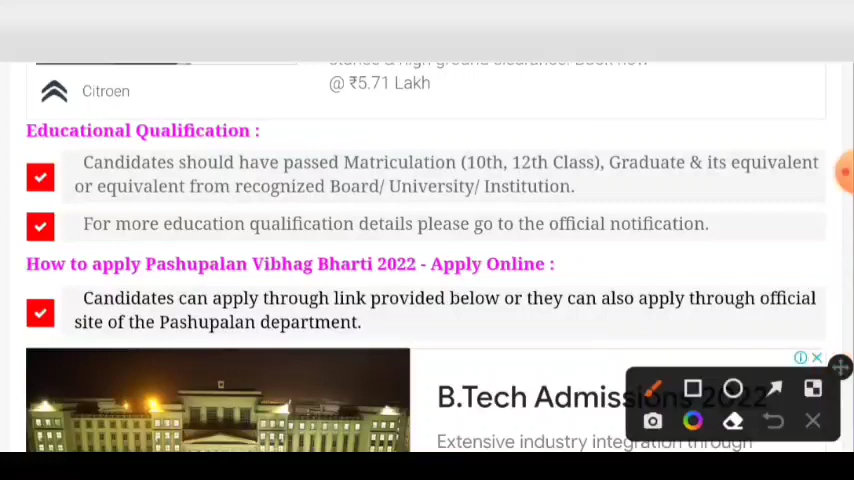 @ ₹5.71 Lakh
Citroen
Educational Qualification :
Candidates should have passed Matriculation (10th, 12th Class), Graduate & its equivalent
or equivalent from recognized Board/ University/ Institution.
For more education qualification details please go to the official notification.
How to apply Pashupalan Vibhag Bharti 2022 - Apply Online :
Candidates can apply through link provided below or they can also apply through official
site of the Pashupalan department.
B.Tech Admissions 2022
Extensive industry integration through